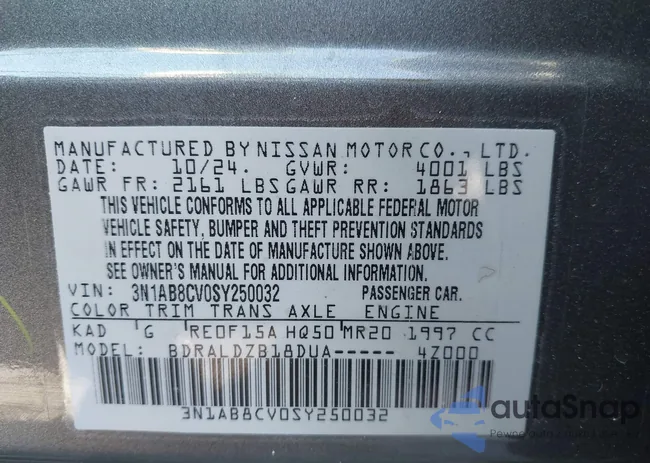 MANUFACTURED BY NISSAN MOTOR CO., LTD.
DATE: 10/24. GVWR: 4001 LBS
GAWR FR: 2161 LBS GAWR RR: 1863 LBS
THIS VEHICLE CONFORMS TO ALL APPLICABLE FEDERAL MOTOR
VEHICLE SAFETY, BUMPER AND THEFT PREVENTION STANDARDS
IN EFFECT ON THE DATE OF MANUFACTURE SHOWN ABOVE.
SEE OWNER'S MANUAL FOR ADDITIONAL INFORMATION.
VIN: 3N1AB8CV0SY250032 PASSENGER CAR.
COLOR TRIM TRANS AXLE ENGINE
KAD G RE0F15A HQ50 MR20 1997 CC
MODEL: BDRALDZB18DUA----- 4Z000
3N1AB8CV0SY250032
autoSnap